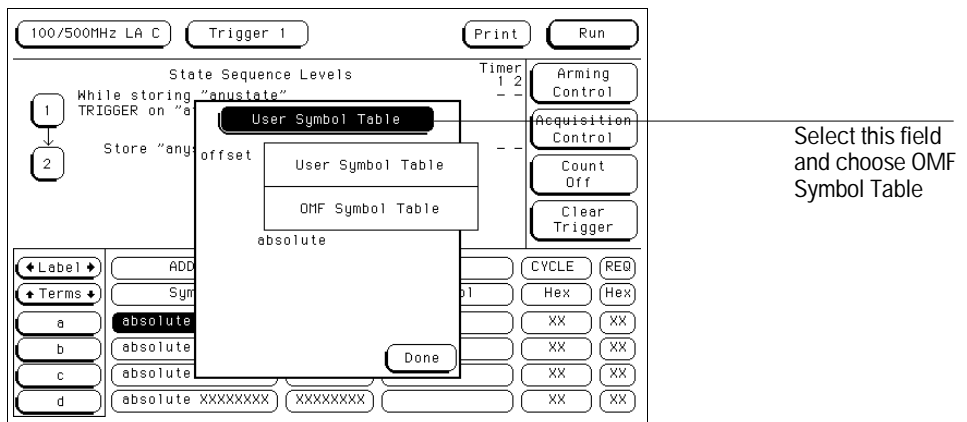 100/500MHz LA C Trigger 1 Print Run
State Sequence Levels
Timer
1 2
Arming
Control
1 While storing "anystate"
TRIGGER on "a
- -
User Symbol Table
Acquisition
Control
Select this field
and choose OMF
Symbol Table
2 Store "any
offset
- -
User Symbol Table
Count
Off
OMF Symbol Table
Clear
Trigger
absolute
Label ADD CYCLE REQ
Terms Sym ol Hex Hex
a absolute XX XX
b absolute XX XX
Done
c absolute XX XX
d absolute XXXXXXXX XXXXXXXX XX XX